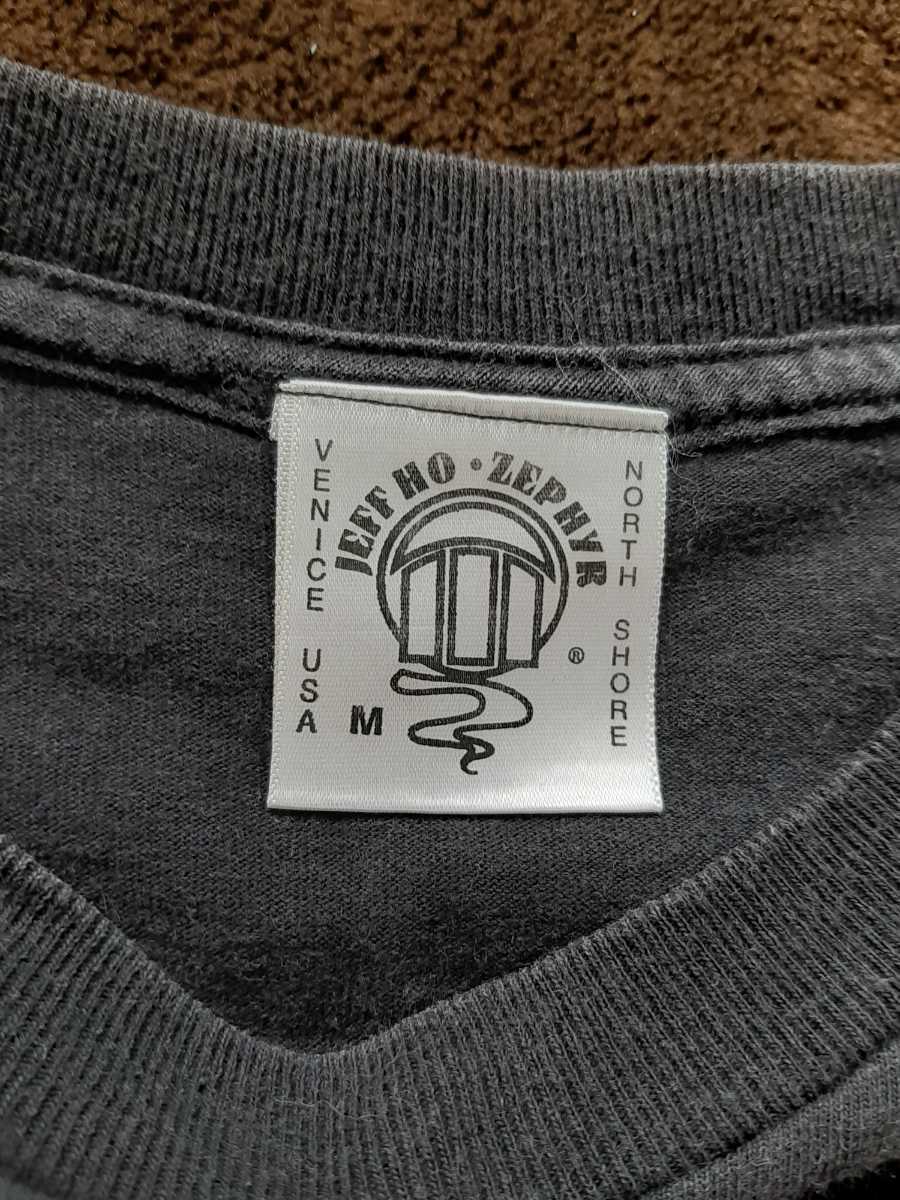 JEFF HO • ZEPHYR
VENICE USA
NORTH SHORE
®
M